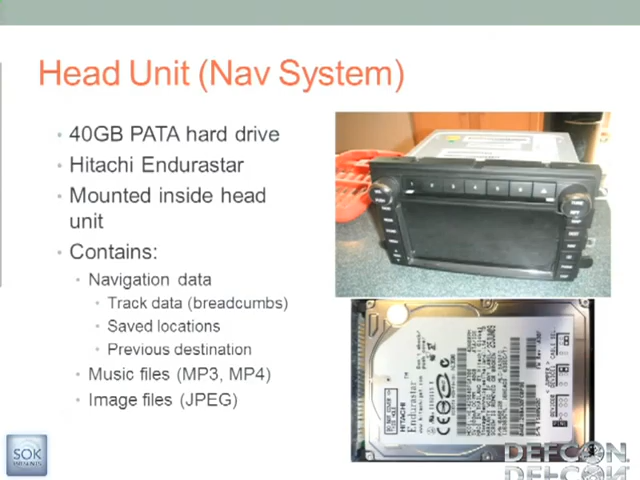 Head Unit (Nav System)
• 40GB PATA hard drive
• Hitachi Endurastar
• Mounted inside head
unit
• Contains:
• Navigation data
• Track data (breadcumbs)
• Saved locations
• Previous destination
• Music files (MP3, MP4)
• Image files (JPEG)
HITACHI
Endurastar
SOK
DEFCON